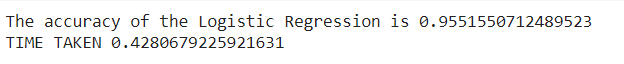 The accuracy of the Logistic Regression is 0.9551550712489523
TIME TAKEN 0.4280679225921631